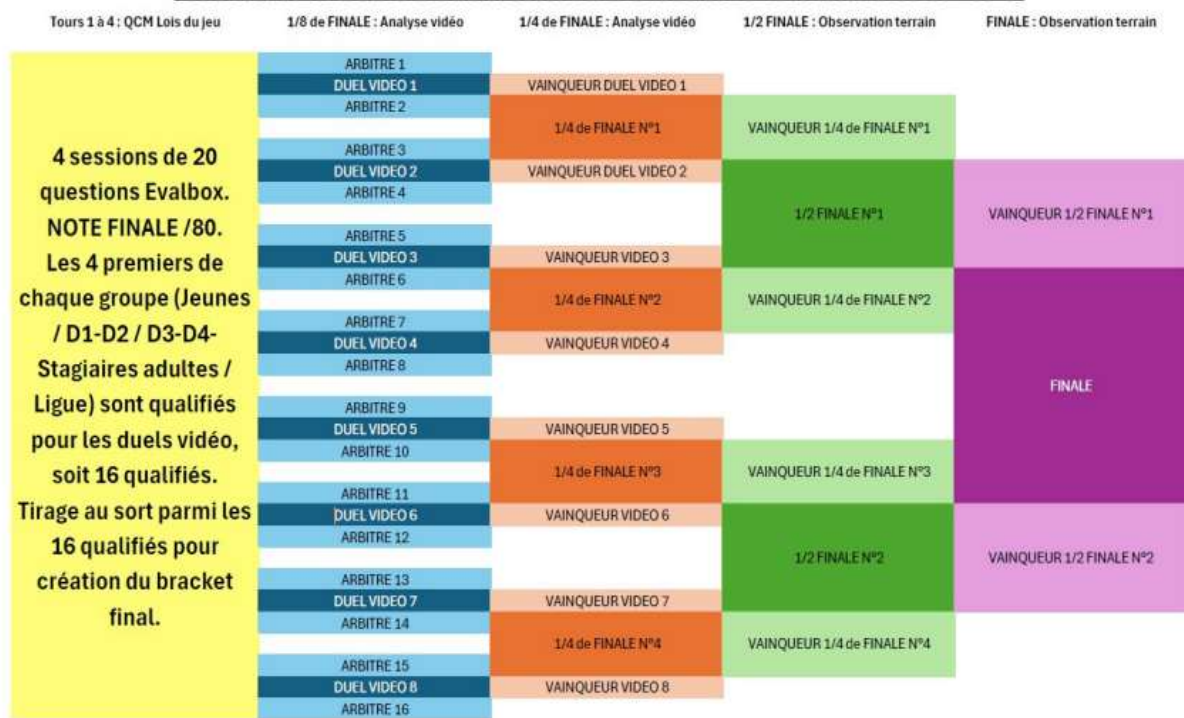 Tours 1 à 4 : QCM Lois du jeu
1/8 de FINALE : Analyse vidéo
1/4 de FINALE : Analyse vidéo
1/2 FINALE : Observation terrain
FINALE : Observation terrain
4 sessions de 20
questions Evalbox.
NOTE FINALE /80.
Les 4 premiers de
chaque groupe (Jeunes
/ D1-D2 / D3-D4-
Stagiaires adultes /
Ligue) sont qualifiés
pour les duels vidéo,
soit 16 qualifiés.
Tirage au sort parmi les
16 qualifiés pour
création du bracket
final.
ARBITRE 1
DUEL VIDEO 1
ARBITRE 2
ARBITRE 3
DUEL VIDEO 2
ARBITRE 4
ARBITRE 5
DUEL VIDEO 3
ARBITRE 6
ARBITRE 7
DUEL VIDEO 4
ARBITRE 8
ARBITRE 9
DUEL VIDEO 5
ARBITRE 10
ARBITRE 11
DUEL VIDEO 6
ARBITRE 12
ARBITRE 13
DUEL VIDEO 7
ARBITRE 14
ARBITRE 15
DUEL VIDEO 8
ARBITRE 16
VAINQUEUR DUEL VIDEO 1
1/4 de FINALE N°1
VAINQUEUR DUEL VIDEO 2
VAINQUEUR VIDEO 3
1/4 de FINALE N°2
VAINQUEUR VIDEO 4
VAINQUEUR VIDEO 5
1/4 de FINALE N°3
VAINQUEUR VIDEO 6
VAINQUEUR VIDEO 7
1/4 de FINALE N°4
VAINQUEUR VIDEO 8
VAINQUEUR 1/4 de FINALE N°1
1/2 FINALE N°1
VAINQUEUR 1/4 de FINALE N°2
VAINQUEUR 1/4 de FINALE N°3
1/2 FINALE N°2
VAINQUEUR 1/4 de FINALE N°4
VAINQUEUR 1/2 FINALE N°1
FINALE
VAINQUEUR 1/2 FINALE N°2